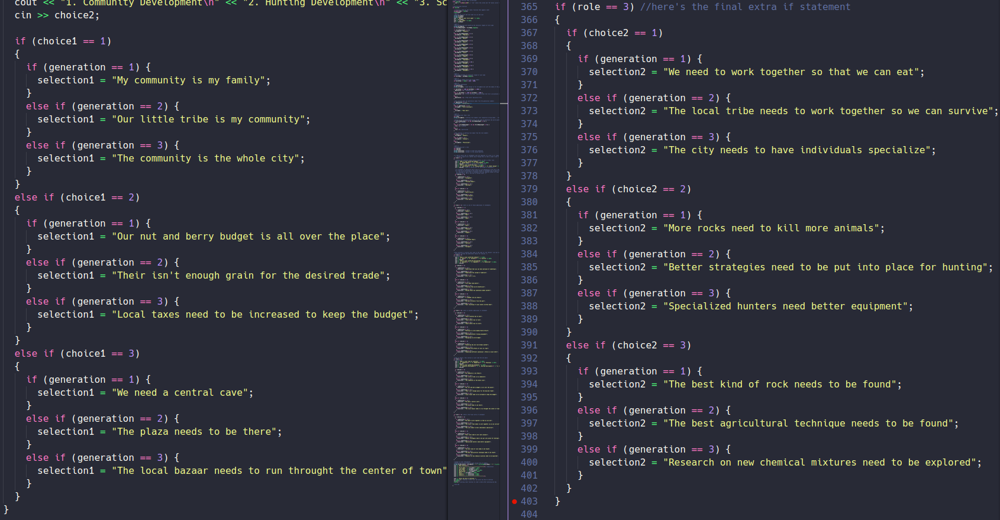 cout << "1. Community Development\n" << "2. Hunting Development\n" << "3. Sc
cin >> choice2;
if (choice1 == 1)
{
if (generation == 1) {
selection1 = "My community is my family";
}
else if (generation == 2) {
selection1 = "Our little tribe is my community";
}
else if (generation == 3) {
selection1 = "The community is the whole city";
}
}
else if (choice1 == 2)
{
if (generation == 1) {
selection1 = "Our nut and berry budget is all over the place";
}
else if (generation == 2) {
selection1 = "Their isn't enough grain for the desired trade";
}
else if (generation == 3) {
selection1 = "Local taxes need to be increased to keep the budget";
}
}
else if (choice1 == 3)
{
if (generation == 1) {
selection1 = "We need a central cave";
}
else if (generation == 2) {
selection1 = "The plaza needs to be there";
}
else if (generation == 3) {
selection1 = "The local bazaar needs to run throught the center of town"
}
}
}
365 if (role == 3) //here's the final extra if statement
366 {
367 if (choice2 == 1)
368 {
369 if (generation == 1) {
370 selection2 = "We need to work together so that we can eat";
371 }
372 else if (generation == 2) {
373 selection2 = "The local tribe needs to work together so we can survive";
374 }
375 else if (generation == 3) {
376 selection2 = "The city needs to have individuals specialize";
377 }
378 }
379 else if (choice2 == 2)
380 {
381 if (generation == 1) {
382 selection2 = "More rocks need to kill more animals";
383 }
384 else if (generation == 2) {
385 selection2 = "Better strategies need to be put into place for hunting";
386 }
387 else if (generation == 3) {
388 selection2 = "Specialized hunters need better equipment";
389 }
390 }
391 else if (choice2 == 3)
392 {
393 if (generation == 1) {
394 selection2 = "The best kind of rock needs to be found";
395 }
396 else if (generation == 2) {
397 selection2 = "The best agricultural technique needs to be found";
398 }
399 else if (generation == 3) {
400 selection2 = "Research on new chemical mixtures need to be explored";
401 }
402 }
403 }
404